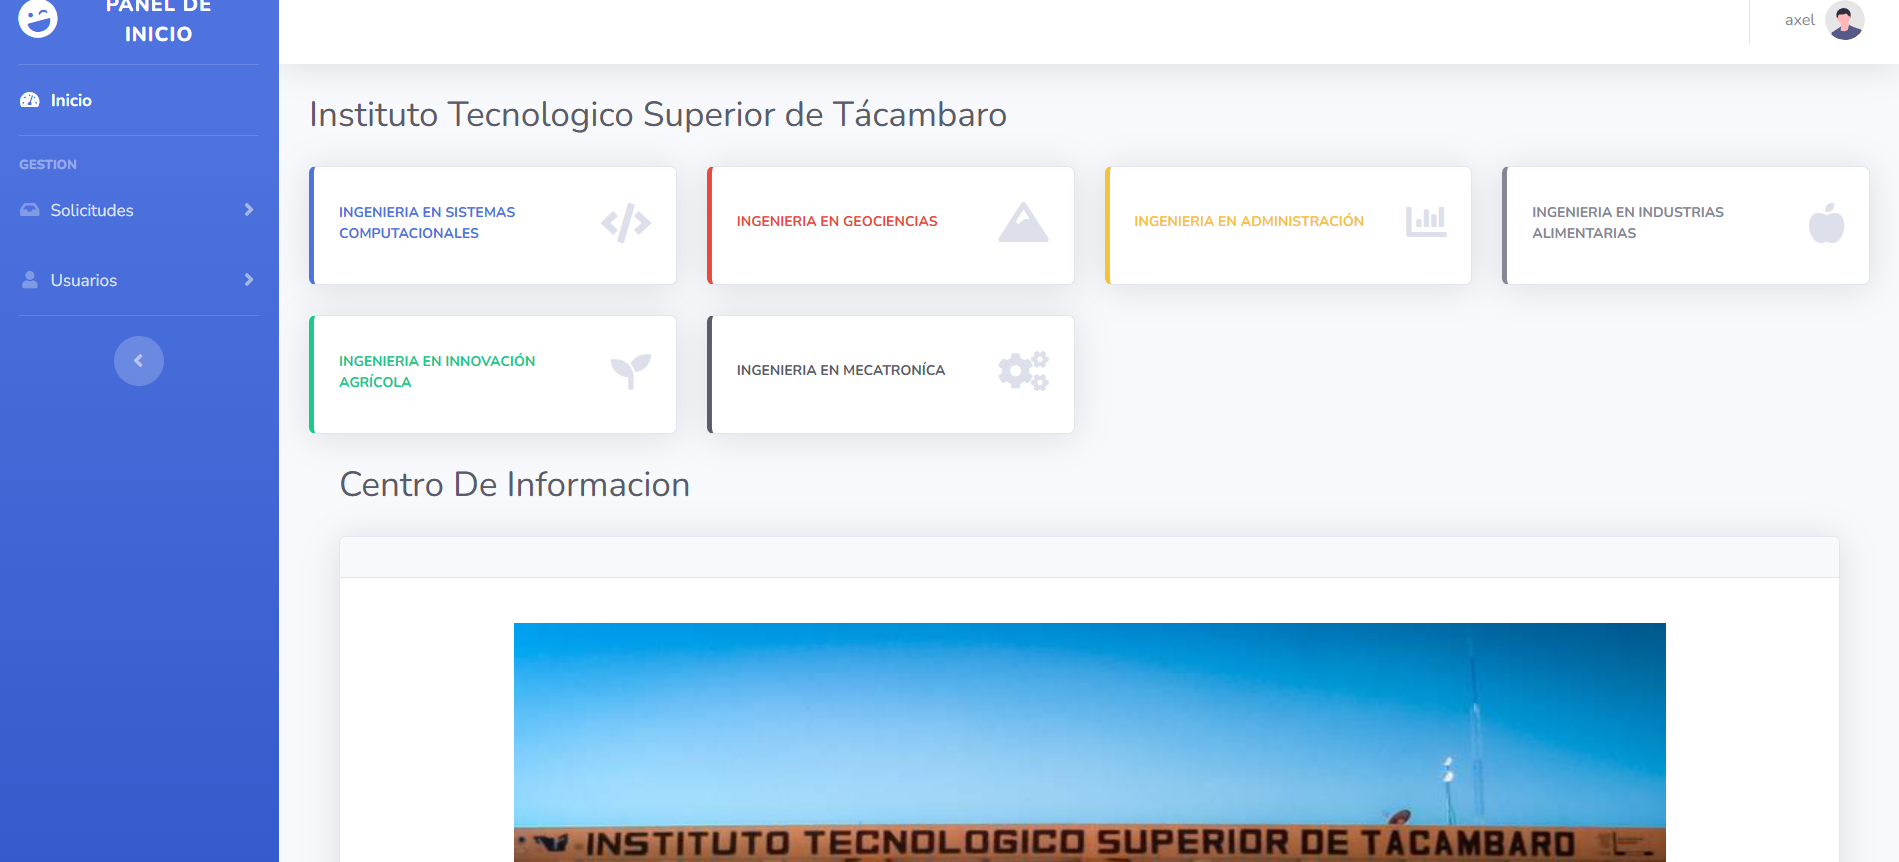 PANEL DE
INICIO
axel
Inicio
GESTION
Solicitudes
Usuarios
Instituto Tecnologico Superior de Tácambaro
INGENIERIA EN SISTEMAS
COMPUTACIONALES
INGENIERIA EN GEOCIENCIAS
INGENIERIA EN ADMINISTRACIÓN
INGENIERIA EN INDUSTRIAS
ALIMENTARIAS
INGENIERIA EN INNOVACIÓN
AGRÍCOLA
INGENIERIA EN MECATRONÍCA
Centro De Informacion
INSTITUTO TECNOLOGICO SUPERIOR DE TACAMBARO